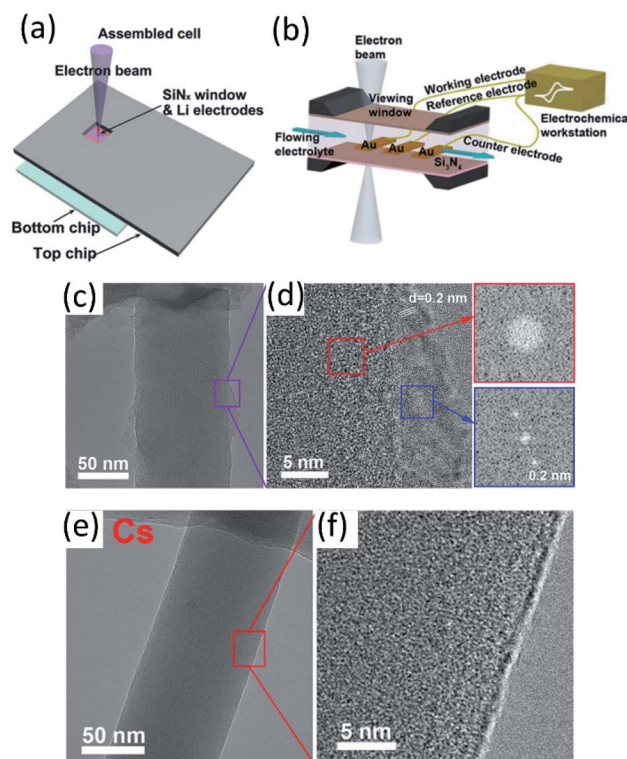 (a)
Assembled cell
Electron beam
SiNₓ window
& Li electrodes
Bottom chip
Top chip
(b)
Electron
beam
Viewing
window
Working electrode
Reference electrode
Electrochemical
workstation
Flowing
electrolyte
Au
Au
Au
Counter electrode
Si₃N₄
(c)
50 nm
(d)
d=0.2 nm
5 nm
0.2 nm
(e)
Cs
50 nm
(f)
5 nm